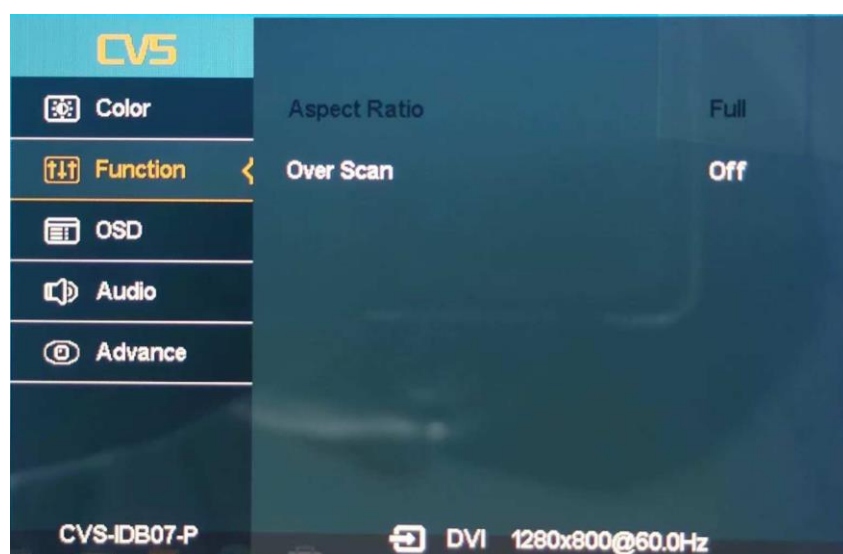 CVS
Color
Aspect Ratio Full
Function
Over Scan Off
OSD
Audio
Advance
CVS-IDB07-P
DVI 1280x800@60.0Hz